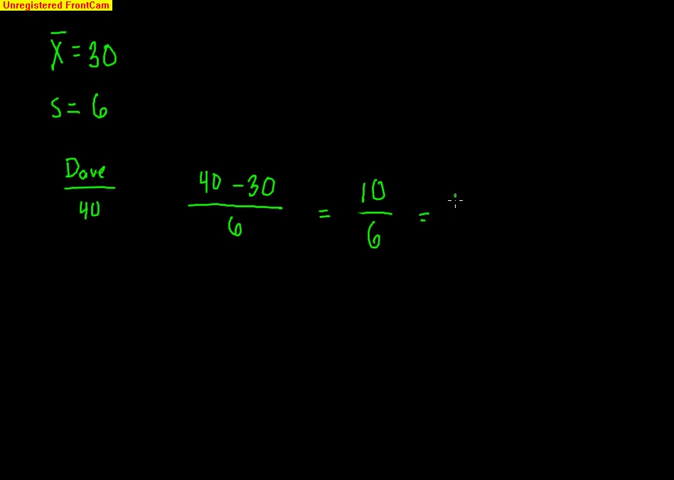 Unregistered FrontCam
X̄ = 30
S = 6
Dave
40
40 - 30
6
=
10
6
=